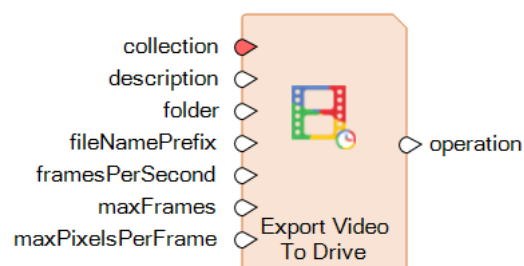 collection
description
folder
fileNamePrefix
framesPerSecond
maxFrames
maxPixelsPerFrame
operation
Export Video
To Drive